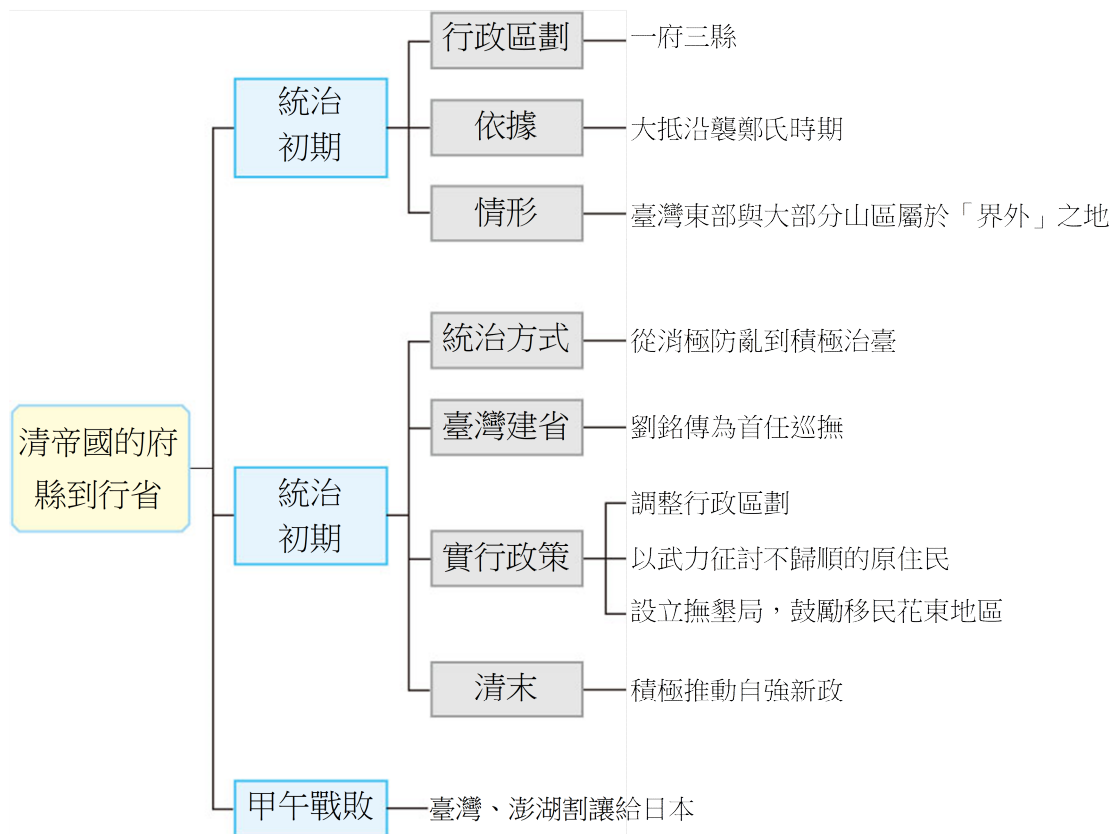 清帝國的府
縣到行省
統治
初期
行政區劃
一府三縣
依據
大抵沿襲鄭氏時期
情形
臺灣東部與大部分山區屬於「界外」之地
統治
初期
統治方式
從消極防亂到積極治臺
臺灣建省
劉銘傳為首任巡撫
實行政策
調整行政區劃
以武力征討不歸順的原住民
設立撫墾局，鼓勵移民花東地區
清末
積極推動自強新政
甲午戰敗
臺灣、澎湖割讓給日本